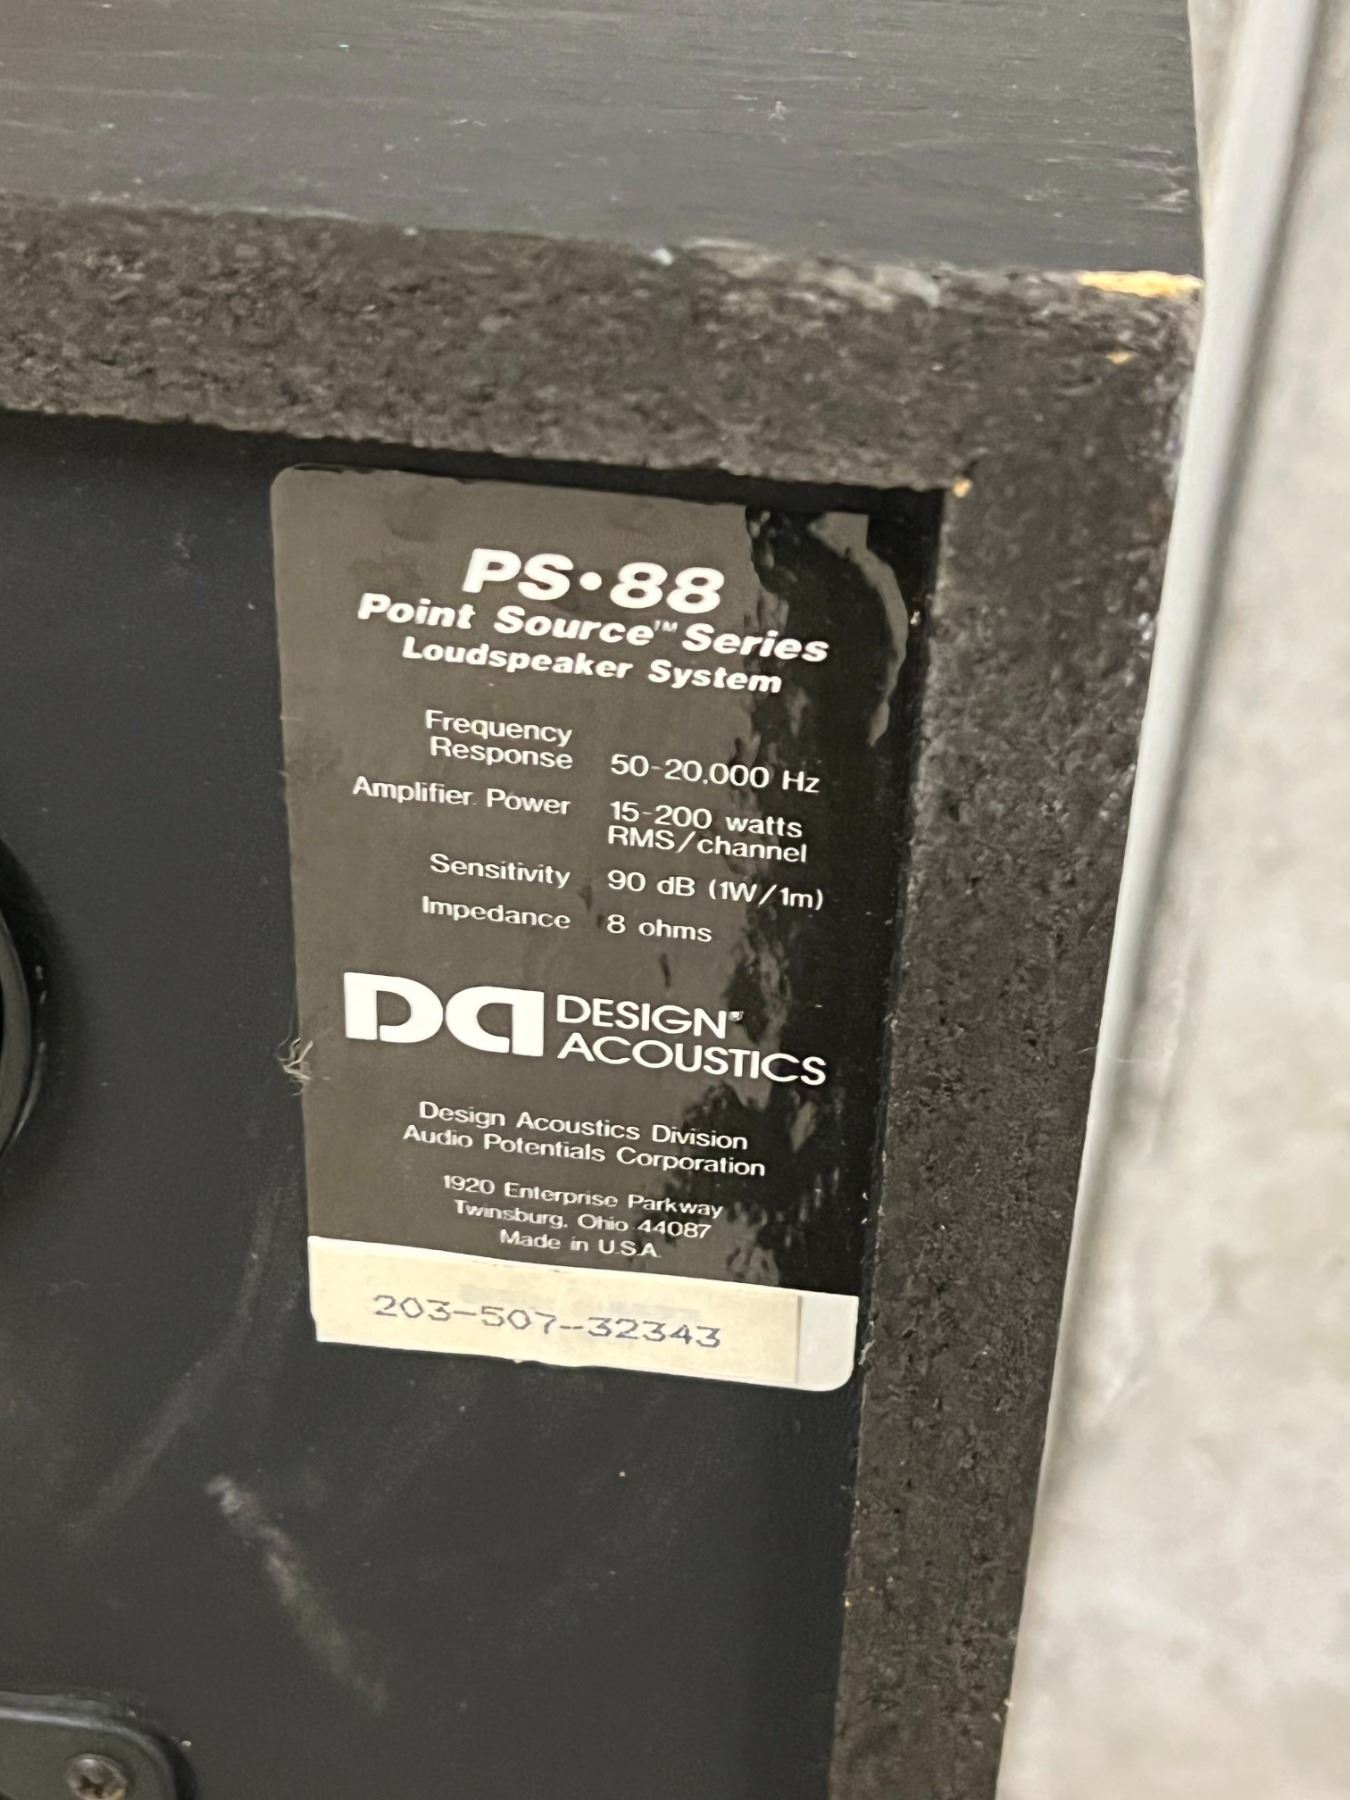 PS•88
Point Source™ Series
Loudspeaker System
Frequency
Response 50-20,000 Hz
Amplifier Power 15-200 watts
RMS/channel
Sensitivity 90 dB (1W/1m)
Impedance 8 ohms
DA DESIGN®
ACOUSTICS
Design Acoustics Division
Audio Potentials Corporation
1920 Enterprise Parkway
Twinsburg, Ohio 44087
Made in U.S.A.
203-507-32343